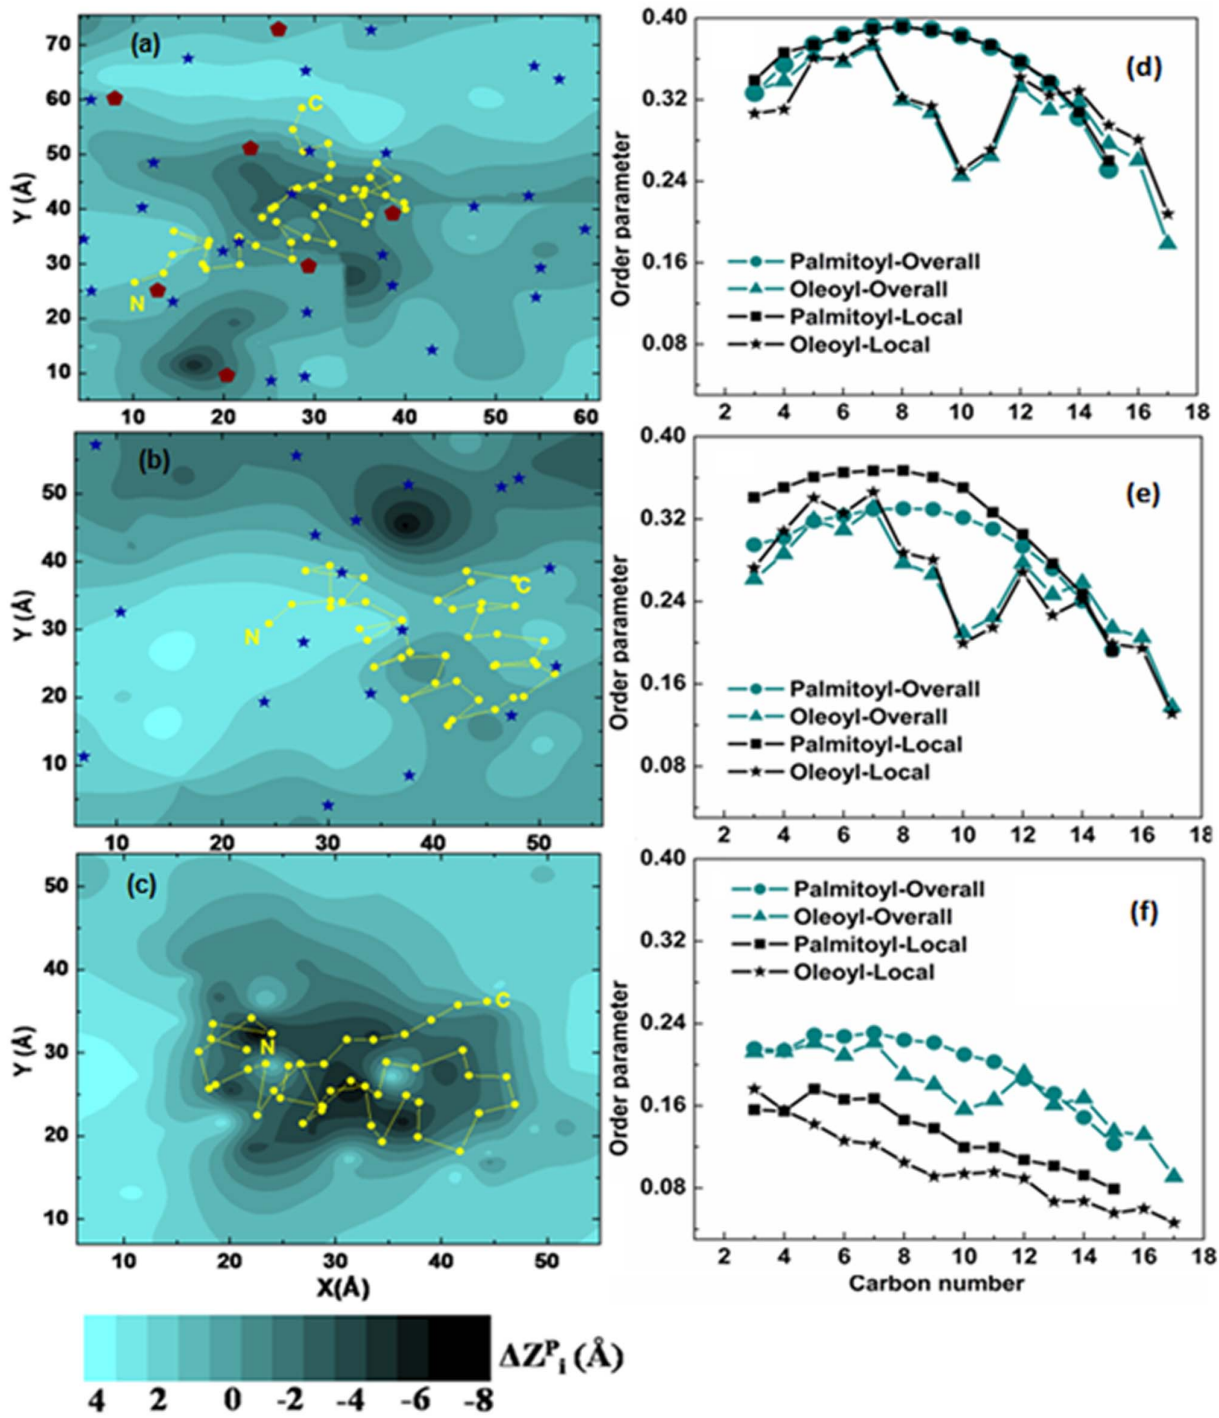 (a)
70
60
50
40
30
20
10
Y (Å)
C
N
10 20 30 40 50 60
(d)
0.40
0.32
0.24
0.16
0.08
Order parameter
Palmitoyl-Overall
Oleoyl-Overall
Palmitoyl-Local
Oleoyl-Local
2 4 6 8 10 12 14 16 18
(b)
50
40
30
20
10
Y (Å)
N
C
10 20 30 40 50
(e)
0.40
0.32
0.24
0.16
0.08
Order parameter
Palmitoyl-Overall
Oleoyl-Overall
Palmitoyl-Local
Oleoyl-Local
2 4 6 8 10 12 14 16 18
(c)
50
40
30
20
10
Y (Å)
N
C
10 20 30 40 50
X(Å)
(f)
0.40
0.32
0.24
0.16
0.08
Order parameter
Palmitoyl-Overall
Oleoyl-Overall
Palmitoyl-Local
Oleoyl-Local
2 4 6 8 10 12 14 16 18
Carbon number
ΔZᴾᵢ (Å)
4 2 0 -2 -4 -6 -8